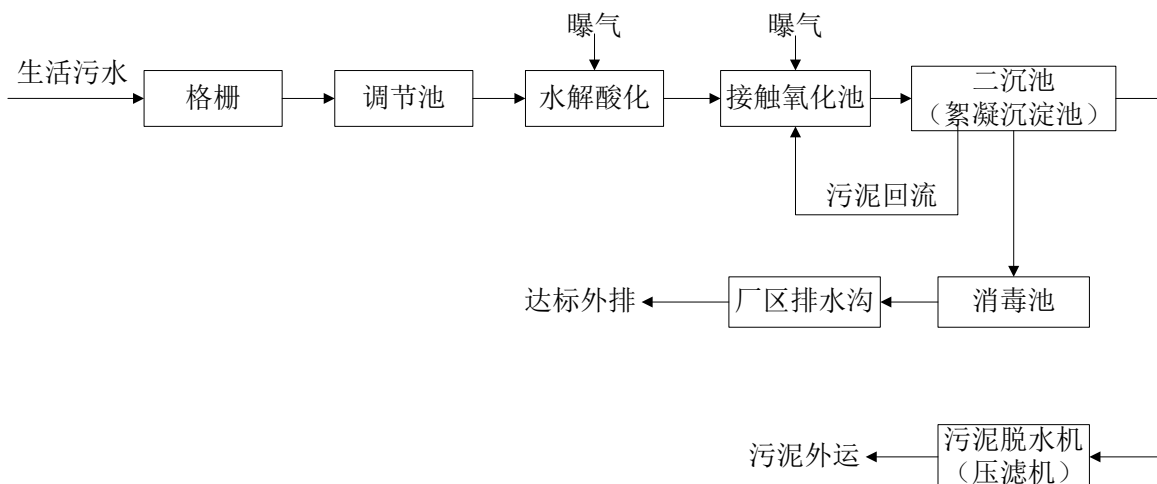 曝气
曝气
生活污水
格栅
调节池
水解酸化
接触氧化池
二沉池
（絮凝沉淀池）
污泥回流
达标外排
厂区排水沟
消毒池
污泥外运
污泥脱水机
（压滤机）